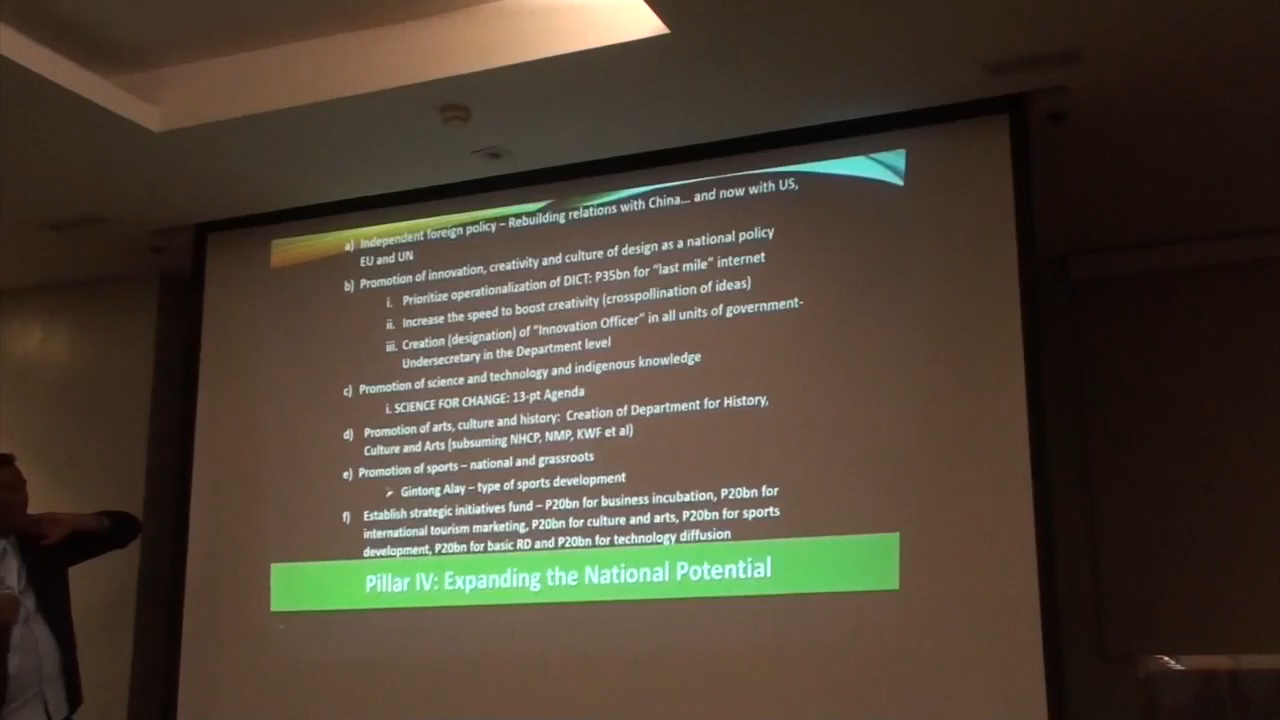 a) Independent foreign policy – Rebuilding relations with China... and now with US,
EU and UN
b) Promotion of innovation, creativity and culture of design as a national policy
i. Prioritize operationalization of DICT: P35bn for "last mile" internet
ii. Increase the speed to boost creativity (crosspollination of ideas)
iii. Creation (designation) of "Innovation Officer" in all units of government-
Undersecretary in the Department level
c) Promotion of science and technology and indigenous knowledge
i. SCIENCE FOR CHANGE: 13-pt Agenda
d) Promotion of arts, culture and history: Creation of Department for History,
Culture and Arts (subsuming NHCP, NMP, KWF et al)
e) Promotion of sports – national and grassroots
➢ Gintong Alay – type of sports development
f) Establish strategic initiatives fund – P20bn for business incubation, P20bn for
international tourism marketing, P20bn for culture and arts, P20bn for sports
development, P20bn for basic RD and P20bn for technology diffusion
Pillar IV: Expanding the National Potential